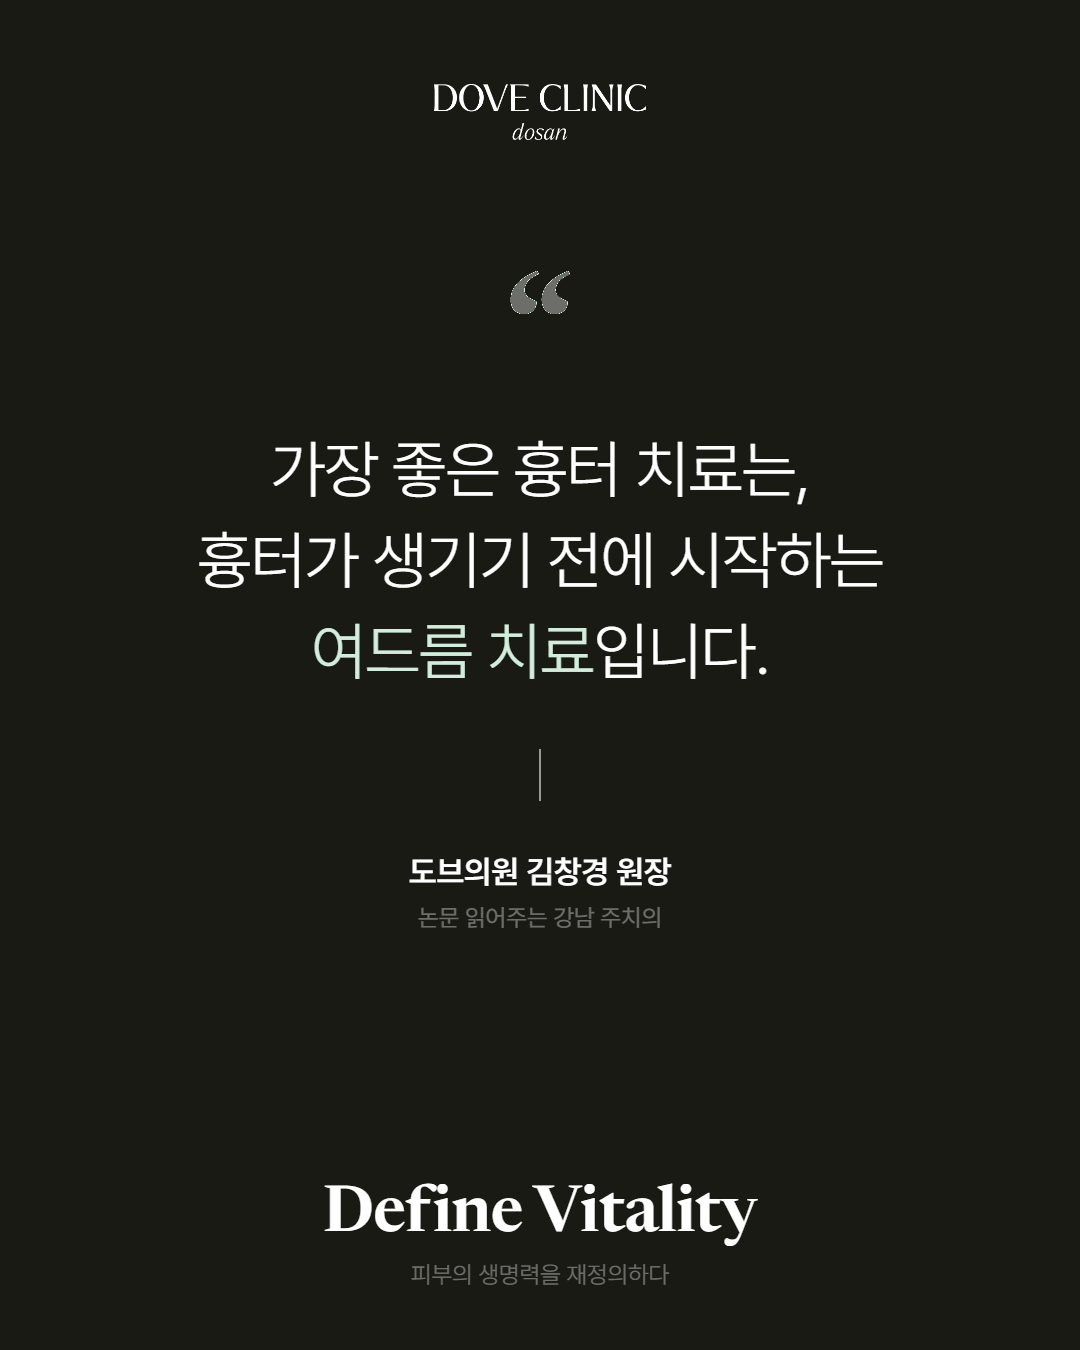 DOVE CLINIC
dosan
“
가장 좋은 흉터 치료는,
흉터가 생기기 전에 시작하는
여드름 치료입니다.
도브의원 김창경 원장
논문 읽어주는 강남 주치의
Define Vitality
피부의 생명력을 재정의하다